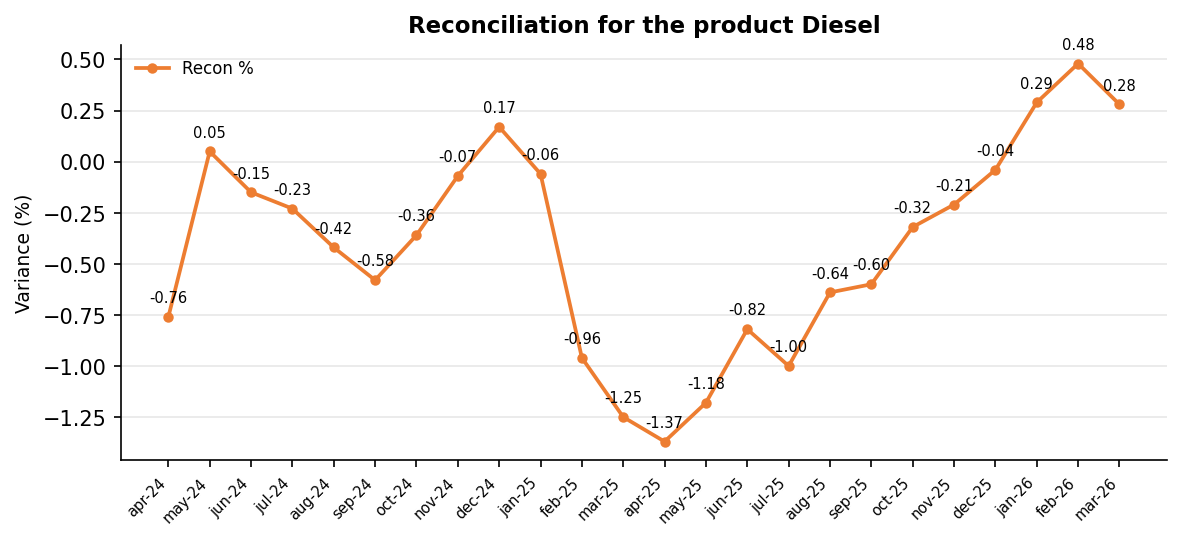 Reconciliation for the product Diesel
Recon %
Variance (%)
0.50
0.25
0.00
−0.25
−0.50
−0.75
−1.00
−1.25
-0.76
0.05
-0.15
-0.23
-0.42
-0.58
-0.36
-0.07
0.17
-0.06
-0.96
-1.25
-1.37
-1.18
-0.82
-1.00
-0.64
-0.60
-0.32
-0.21
-0.04
0.29
0.48
0.28
apr-24
may-24
jun-24
jul-24
aug-24
sep-24
oct-24
nov-24
dec-24
jan-25
feb-25
mar-25
apr-25
may-25
jun-25
jul-25
aug-25
sep-25
oct-25
nov-25
dec-25
jan-26
feb-26
mar-26